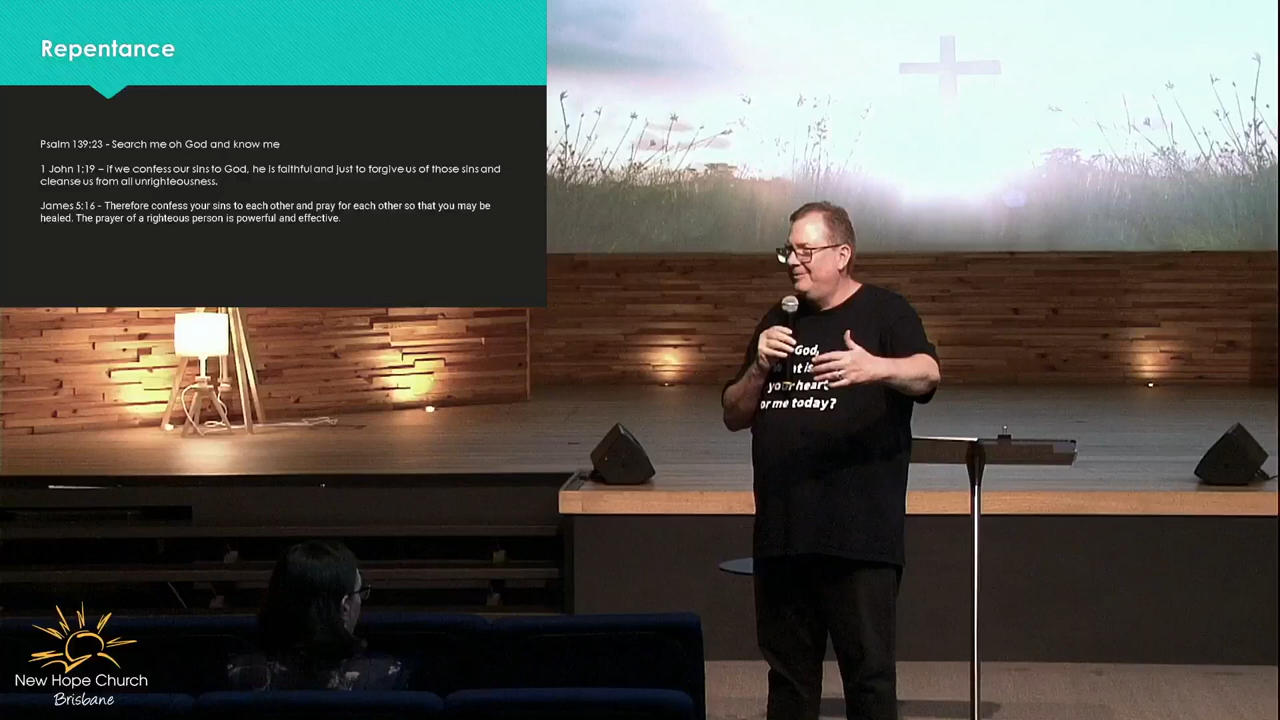 Repentance
Psalm 139:23 - Search me oh God and know me
1 John 1:19 – if we confess our sins to God, he is faithful and just to forgive us of those sins and
cleanse us from all unrighteousness.
James 5:16 - Therefore confess your sins to each other and pray for each other so that you may be
healed. The prayer of a righteous person is powerful and effective.
God,
is
your heart
me today?
New Hope Church
Brisbane